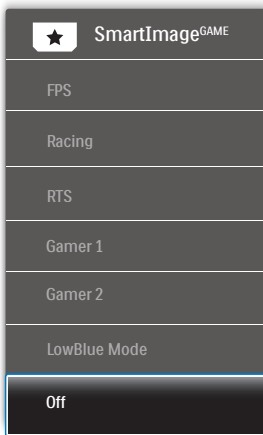 SmartImageGAME
FPS
Racing
RTS
Gamer 1
Gamer 2
LowBlue Mode
Off